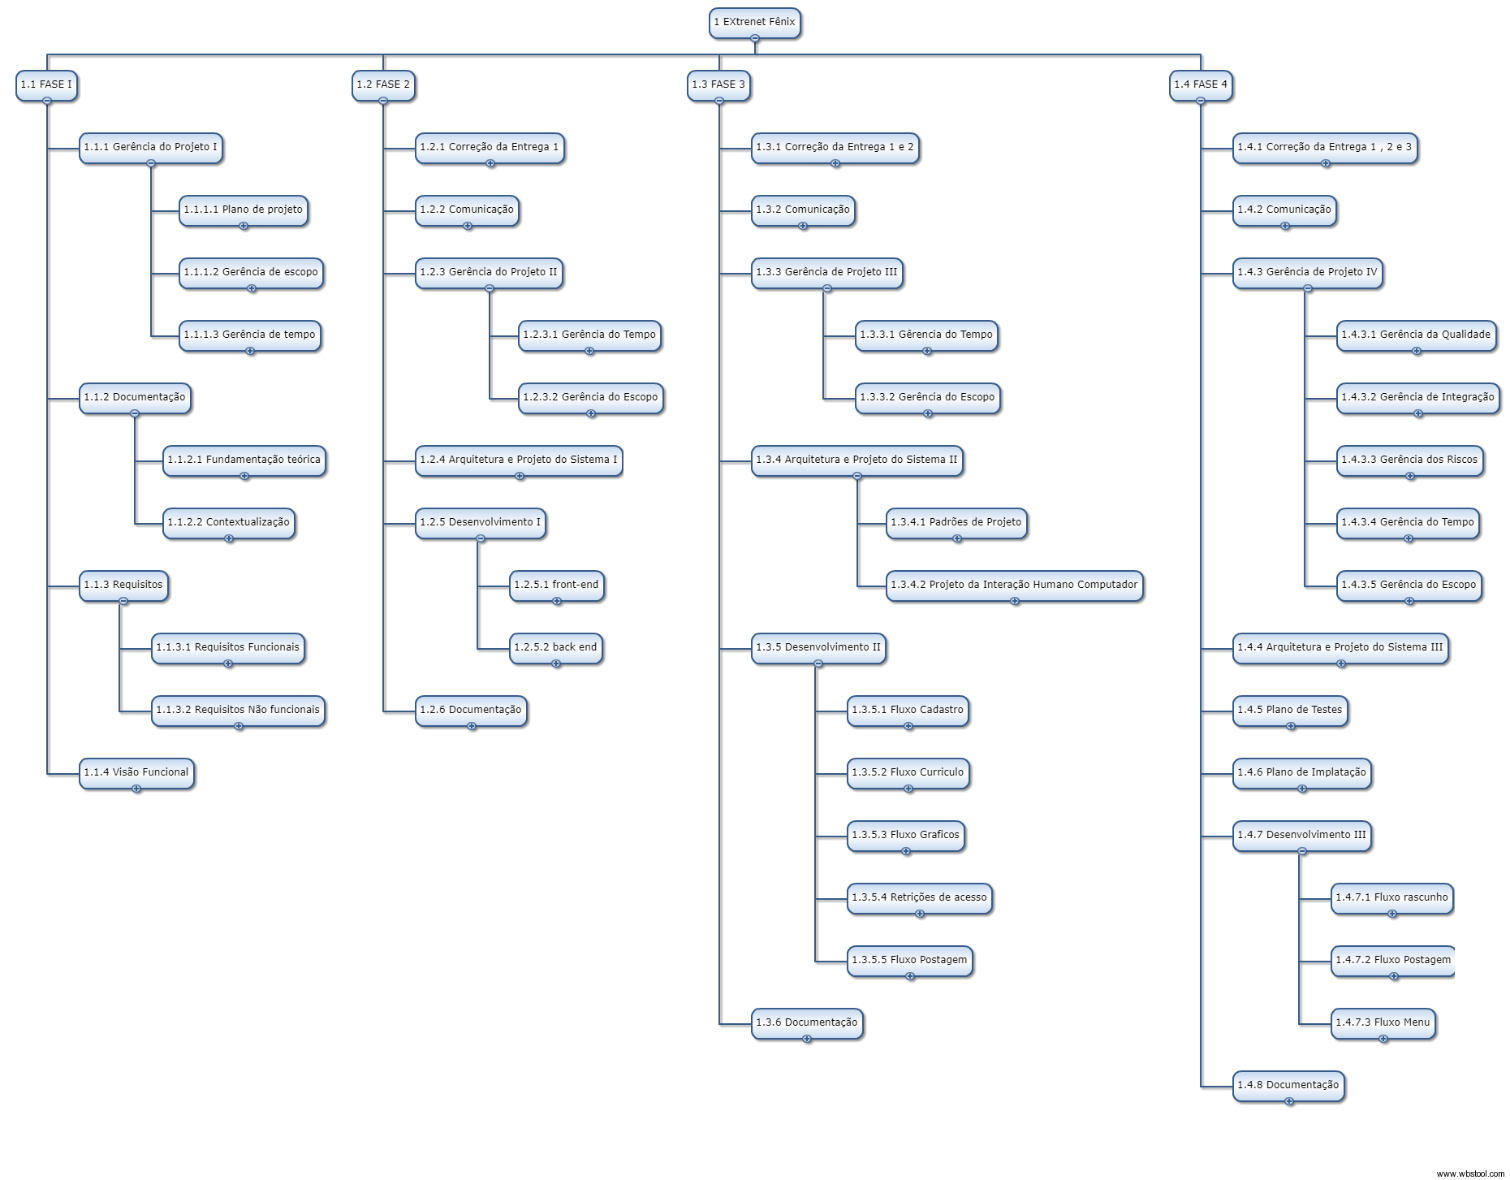 1 EXtrenet Fênix
1.1 FASE I
1.1.1 Gerência do Projeto I
1.1.1.1 Plano de projeto
1.1.1.2 Gerência de escopo
1.1.1.3 Gerência de tempo
1.1.2 Documentação
1.1.2.1 Fundamentação teórica
1.1.2.2 Contextualização
1.1.3 Requisitos
1.1.3.1 Requisitos Funcionais
1.1.3.2 Requisitos Não funcionais
1.1.4 Visão Funcional
1.2 FASE 2
1.2.1 Correção da Entrega 1
1.2.2 Comunicação
1.2.3 Gerência do Projeto II
1.2.3.1 Gerência do Tempo
1.2.3.2 Gerência do Escopo
1.2.4 Arquitetura e Projeto do Sistema I
1.2.5 Desenvolvimento I
1.2.5.1 front-end
1.2.5.2 back end
1.2.6 Documentação
1.3 FASE 3
1.3.1 Correção da Entrega 1 e 2
1.3.2 Comunicação
1.3.3 Gerência de Projeto III
1.3.3.1 Gêrencia do Tempo
1.3.3.2 Gerência do Escopo
1.3.4 Arquitetura e Projeto do Sistema II
1.3.4.1 Padrões de Projeto
1.3.4.2 Projeto da Interação Humano Computador
1.3.5 Desenvolvimento II
1.3.5.1 Fluxo Cadastro
1.3.5.2 Fluxo Curriculo
1.3.5.3 Fluxo Graficos
1.3.5.4 Retrições de acesso
1.3.5.5 Fluxo Postagem
1.3.6 Documentação
1.4 FASE 4
1.4.1 Correção da Entrega 1 , 2 e 3
1.4.2 Comunicação
1.4.3 Gerência de Projeto IV
1.4.3.1 Gerência da Qualidade
1.4.3.2 Gerência de Integração
1.4.3.3 Gerência dos Riscos
1.4.3.4 Gerência do Tempo
1.4.3.5 Gerência do Escopo
1.4.4 Arquitetura e Projeto do Sistema III
1.4.5 Plano de Testes
1.4.6 Plano de Implatação
1.4.7 Desenvolvimento III
1.4.7.1 Fluxo rascunho
1.4.7.2 Fluxo Postagem
1.4.7.3 Fluxo Menu
1.4.8 Documentação
www.wbstool.com